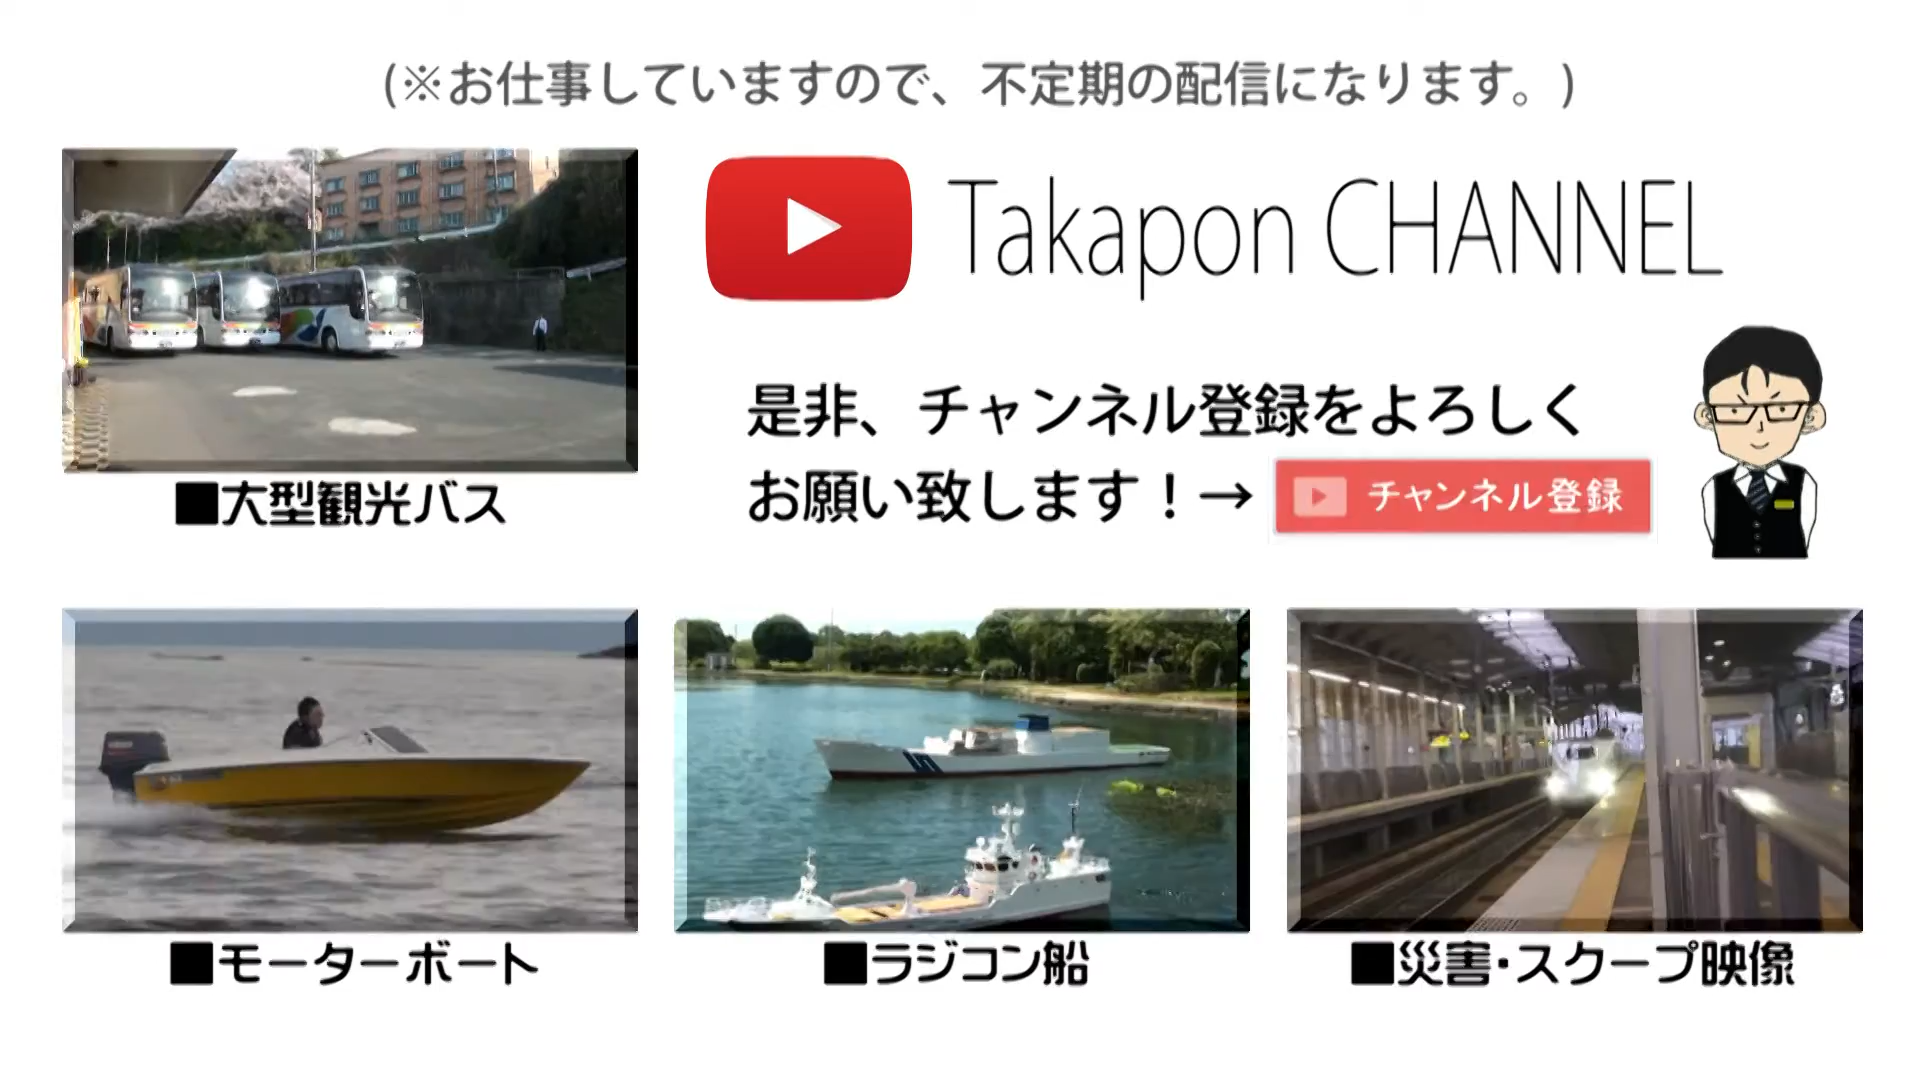 (※お仕事していますので、不定期の配信になります。)
Takapon CHANNEL
是非、チャンネル登録をよろしく
お願い致します！→
チャンネル登録
■大型観光バス
■モーターボート
■ラジコン船
■災害・スクープ映像